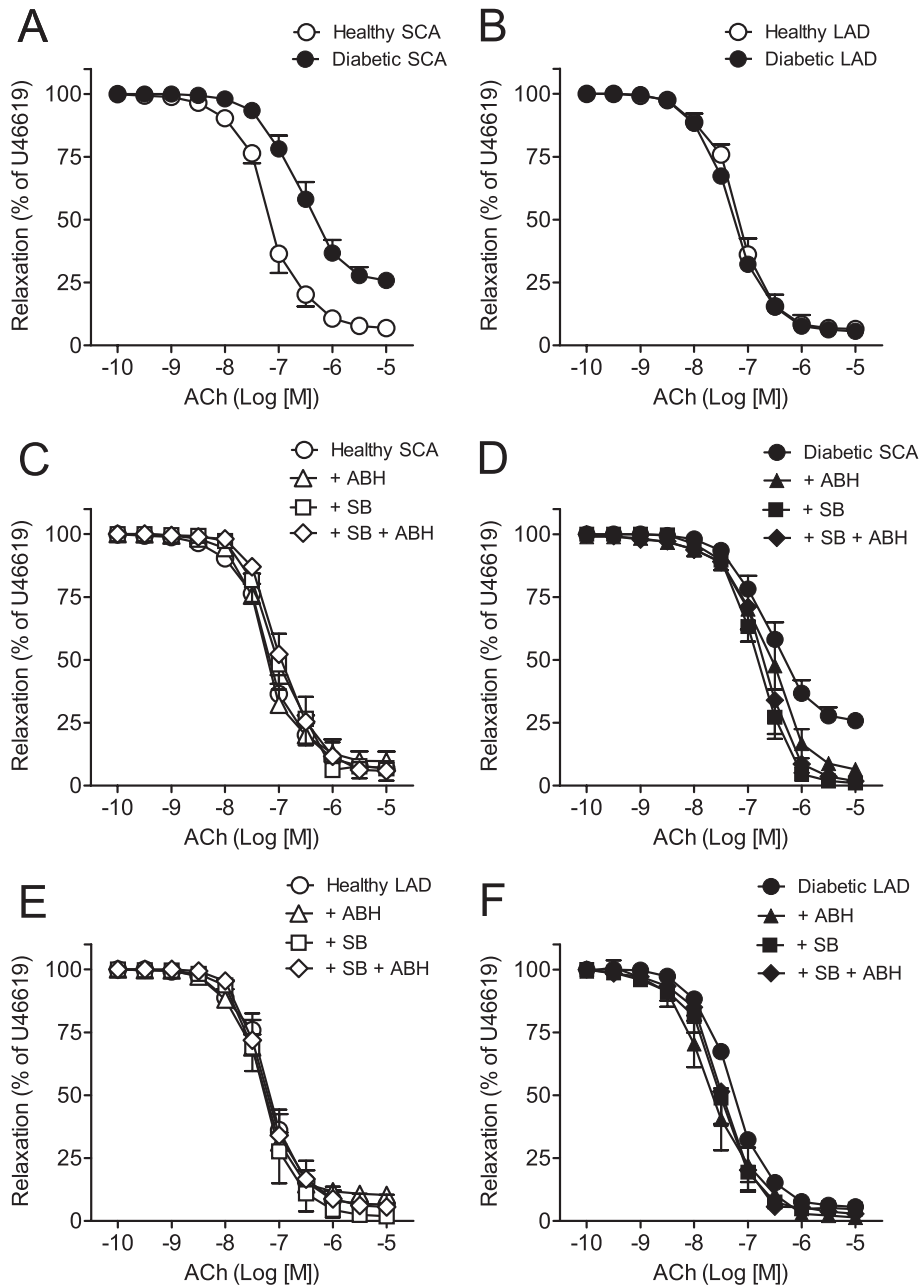 A
Healthy SCA
Diabetic SCA
100
75
50
25
0
Relaxation (% of U46619)
-10 -9 -8 -7 -6 -5
ACh (Log [M])
B
Healthy LAD
Diabetic LAD
100
75
50
25
0
Relaxation (% of U46619)
-10 -9 -8 -7 -6 -5
ACh (Log [M])
C
Healthy SCA
+ ABH
+ SB
+ SB + ABH
100
75
50
25
0
Relaxation (% of U46619)
-10 -9 -8 -7 -6 -5
ACh (Log [M])
D
Diabetic SCA
+ ABH
+ SB
+ SB + ABH
100
75
50
25
0
Relaxation (% of U46619)
-10 -9 -8 -7 -6 -5
ACh (Log [M])
E
Healthy LAD
+ ABH
+ SB
+ SB + ABH
100
75
50
25
0
Relaxation (% of U46619)
-10 -9 -8 -7 -6 -5
ACh (Log [M])
F
Diabetic LAD
+ ABH
+ SB
+ SB + ABH
100
75
50
25
0
Relaxation (% of U46619)
-10 -9 -8 -7 -6 -5
ACh (Log [M])